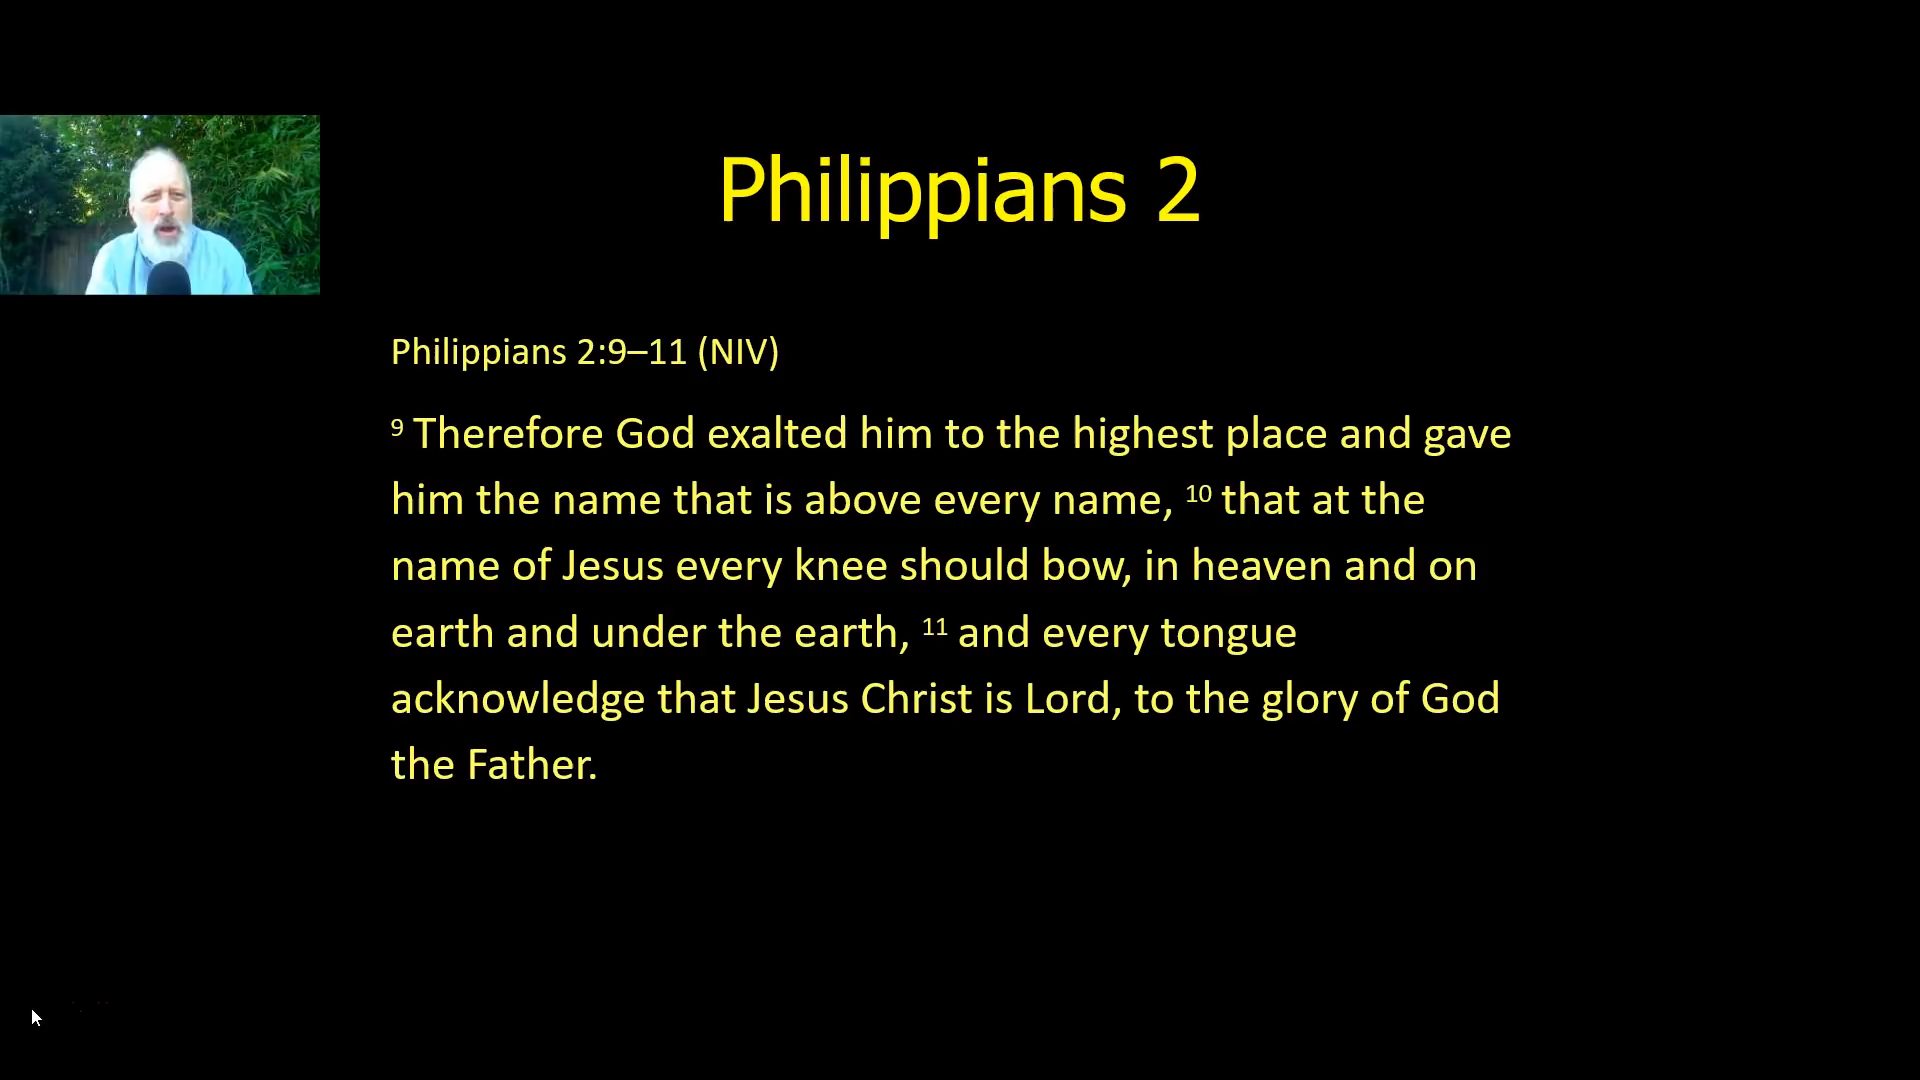 Philippians 2
Philippians 2:9–11 (NIV)
9 Therefore God exalted him to the highest place and gave
him the name that is above every name, 10 that at the
name of Jesus every knee should bow, in heaven and on
earth and under the earth, 11 and every tongue
acknowledge that Jesus Christ is Lord, to the glory of God
the Father.